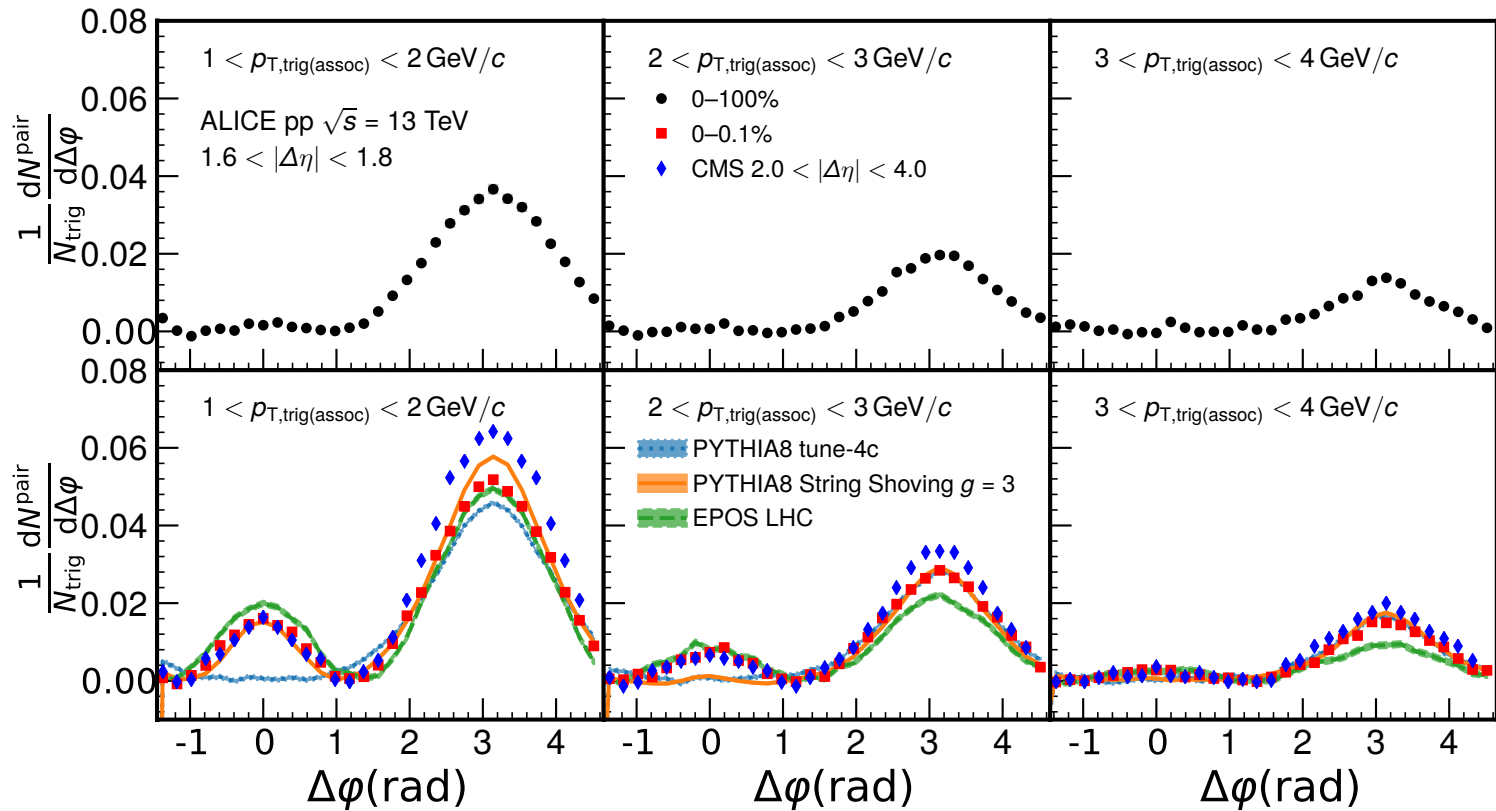 1/N_trig dN^pair/dΔφ
0.08
0.06
0.04
0.02
0.00
1 < p_T,trig(assoc) < 2 GeV/c
ALICE pp √s = 13 TeV
1.6 < |Δη| < 1.8
2 < p_T,trig(assoc) < 3 GeV/c
0–100%
0–0.1%
CMS 2.0 < |Δη| < 4.0
3 < p_T,trig(assoc) < 4 GeV/c
1/N_trig dN^pair/dΔφ
0.08
0.06
0.04
0.02
0.00
1 < p_T,trig(assoc) < 2 GeV/c
2 < p_T,trig(assoc) < 3 GeV/c
PYTHIA8 tune-4c
PYTHIA8 String Shoving g = 3
EPOS LHC
3 < p_T,trig(assoc) < 4 GeV/c
-1 0 1 2 3 4
-1 0 1 2 3 4
-1 0 1 2 3 4
Δφ(rad)
Δφ(rad)
Δφ(rad)